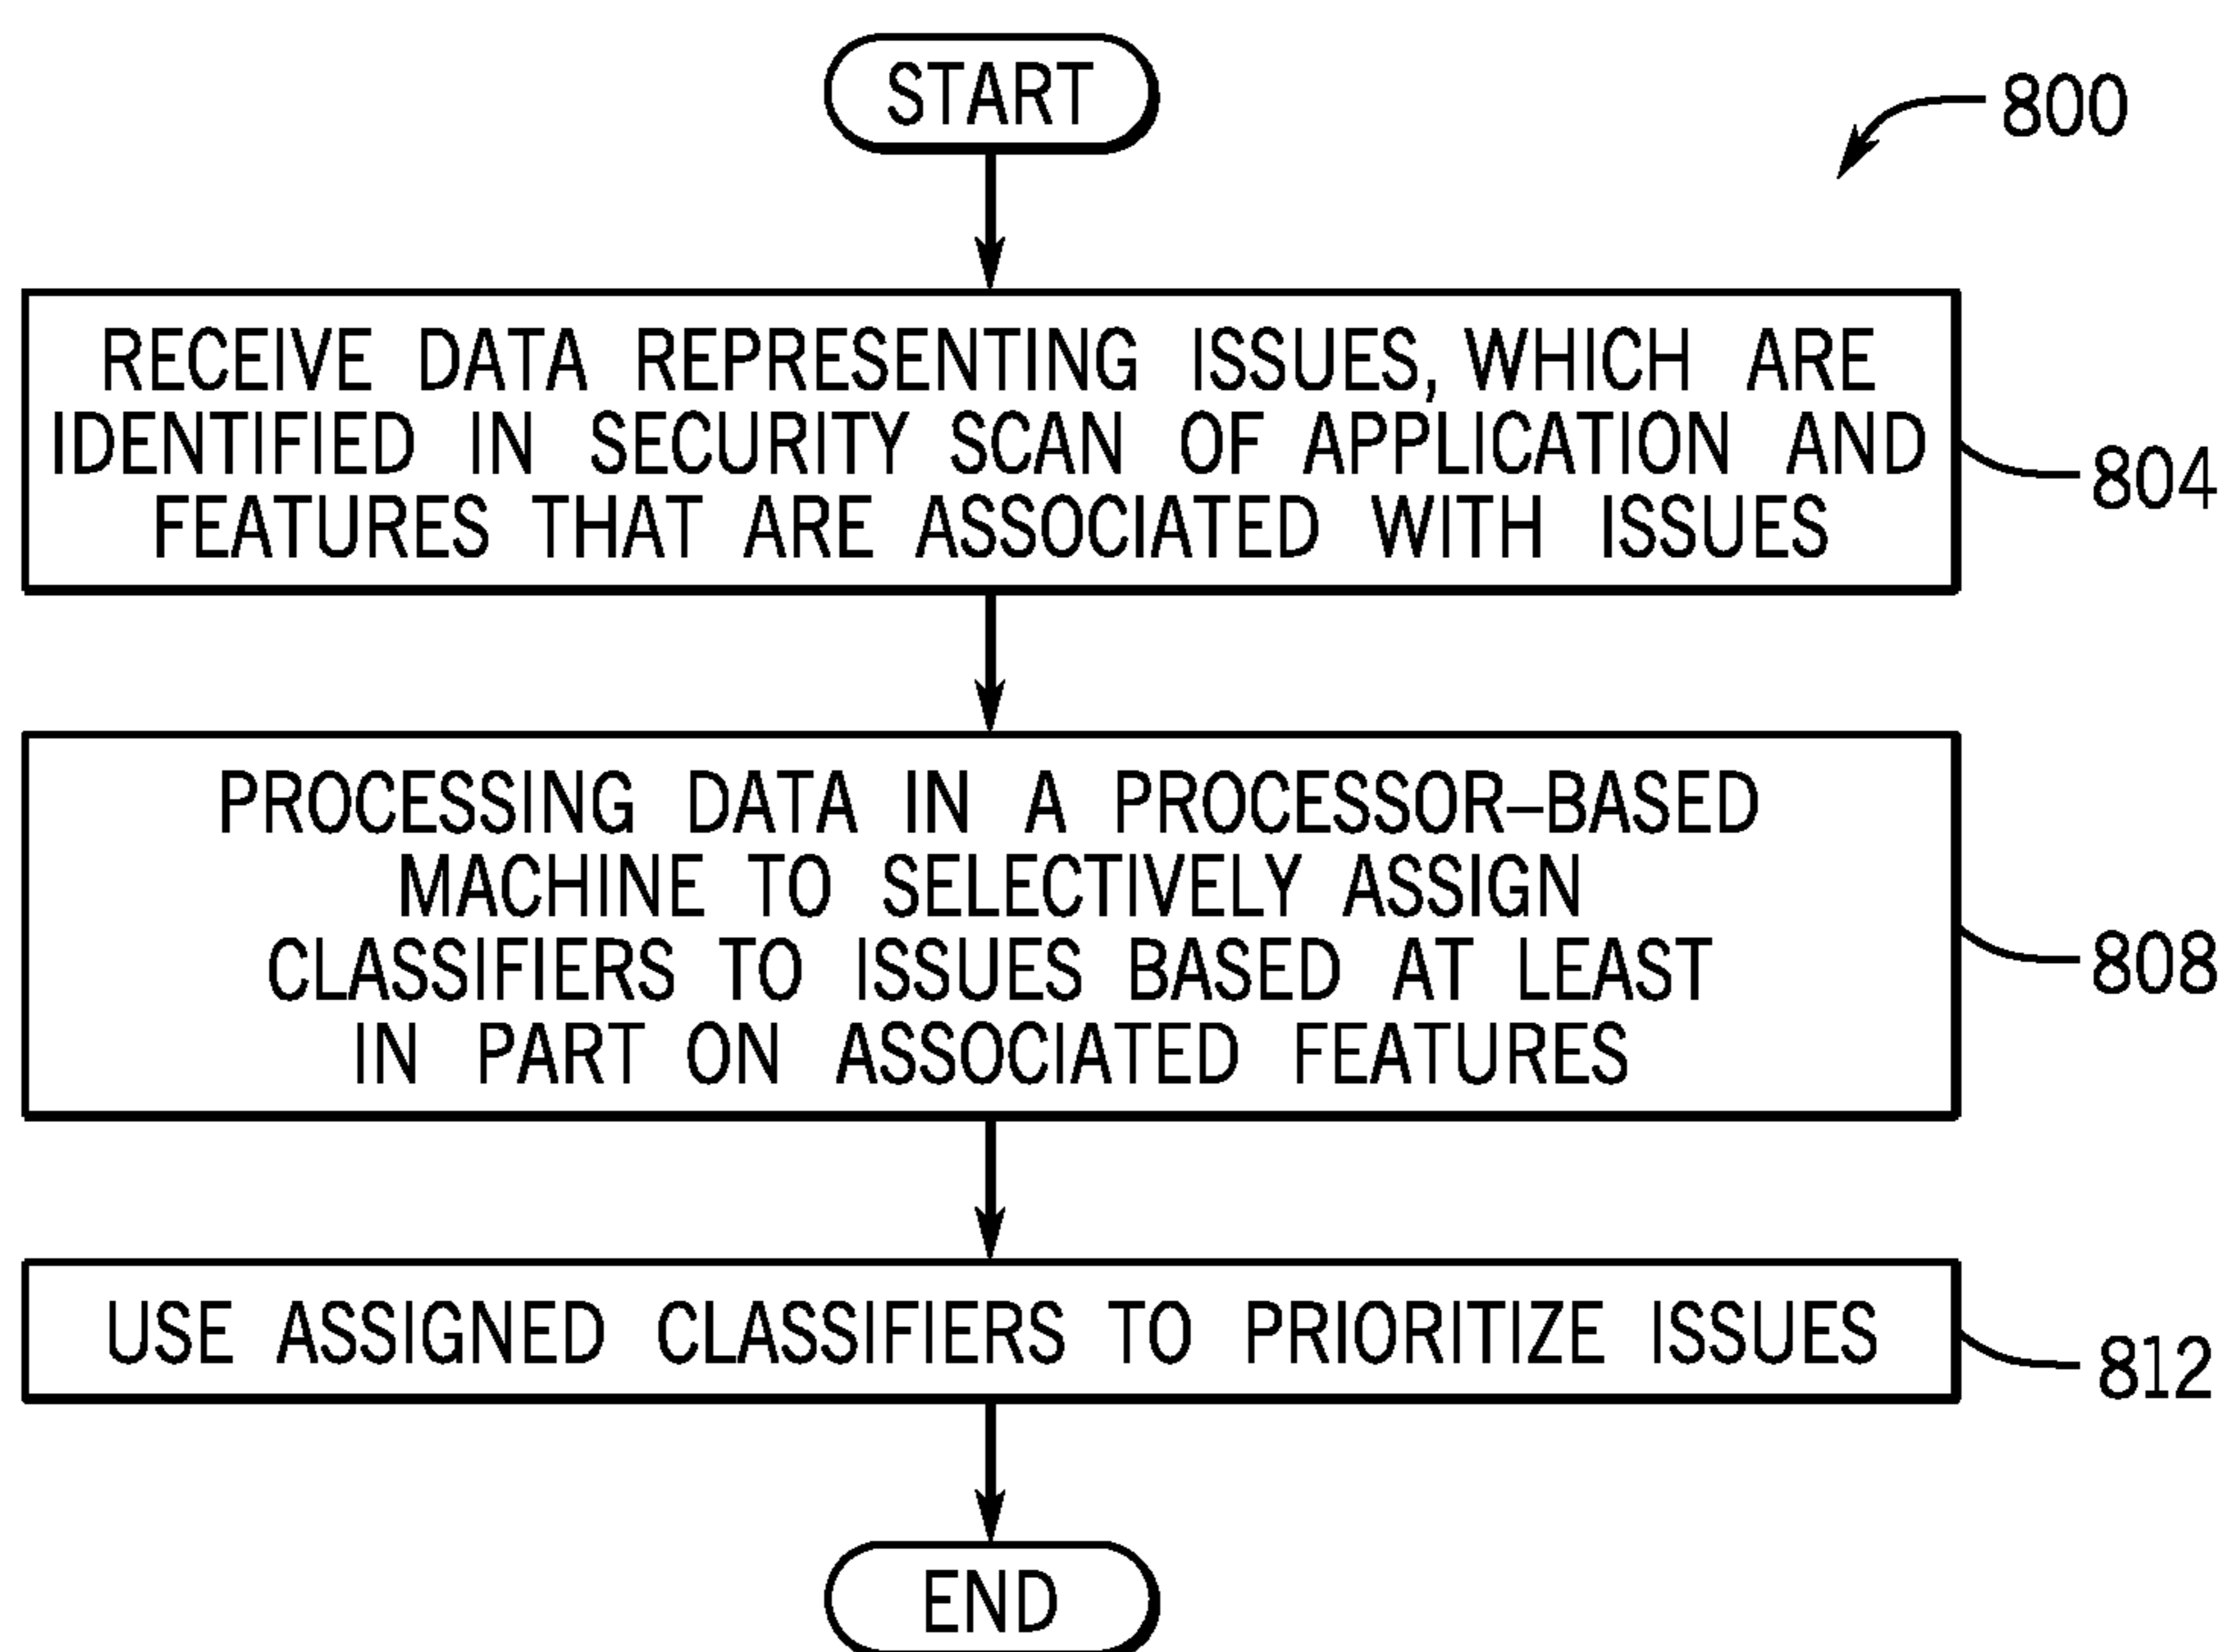 START
800
RECEIVE DATA REPRESENTING ISSUES, WHICH ARE
IDENTIFIED IN SECURITY SCAN OF APPLICATION AND
FEATURES THAT ARE ASSOCIATED WITH ISSUES
804
PROCESSING DATA IN A PROCESSOR-BASED
MACHINE TO SELECTIVELY ASSIGN
CLASSIFIERS TO ISSUES BASED AT LEAST
IN PART ON ASSOCIATED FEATURES
808
USE ASSIGNED CLASSIFIERS TO PRIORITIZE ISSUES
812
END